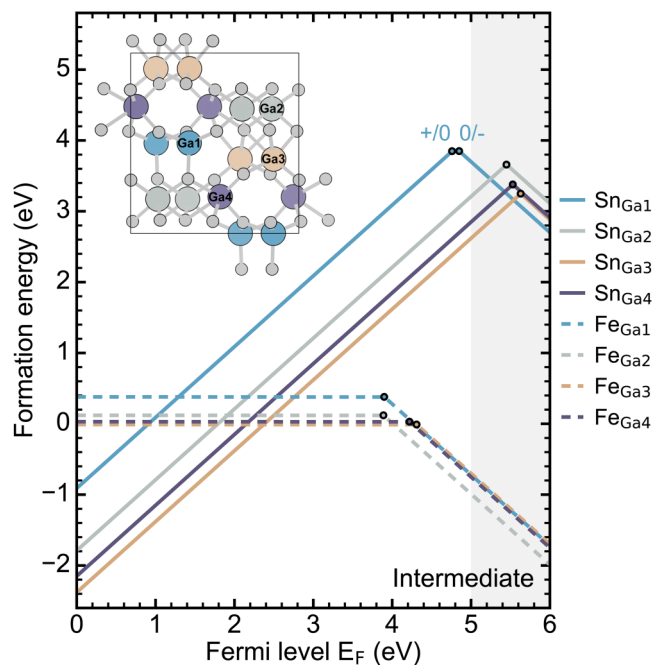 Formation energy (eV)
5
4
3
2
1
0
−1
−2
Ga2
Ga1
Ga3
Ga4
+/0 0/-
Intermediate
0 1 2 3 4 5 6
Fermi level E_F (eV)
Sn_Ga1
Sn_Ga2
Sn_Ga3
Sn_Ga4
Fe_Ga1
Fe_Ga2
Fe_Ga3
Fe_Ga4